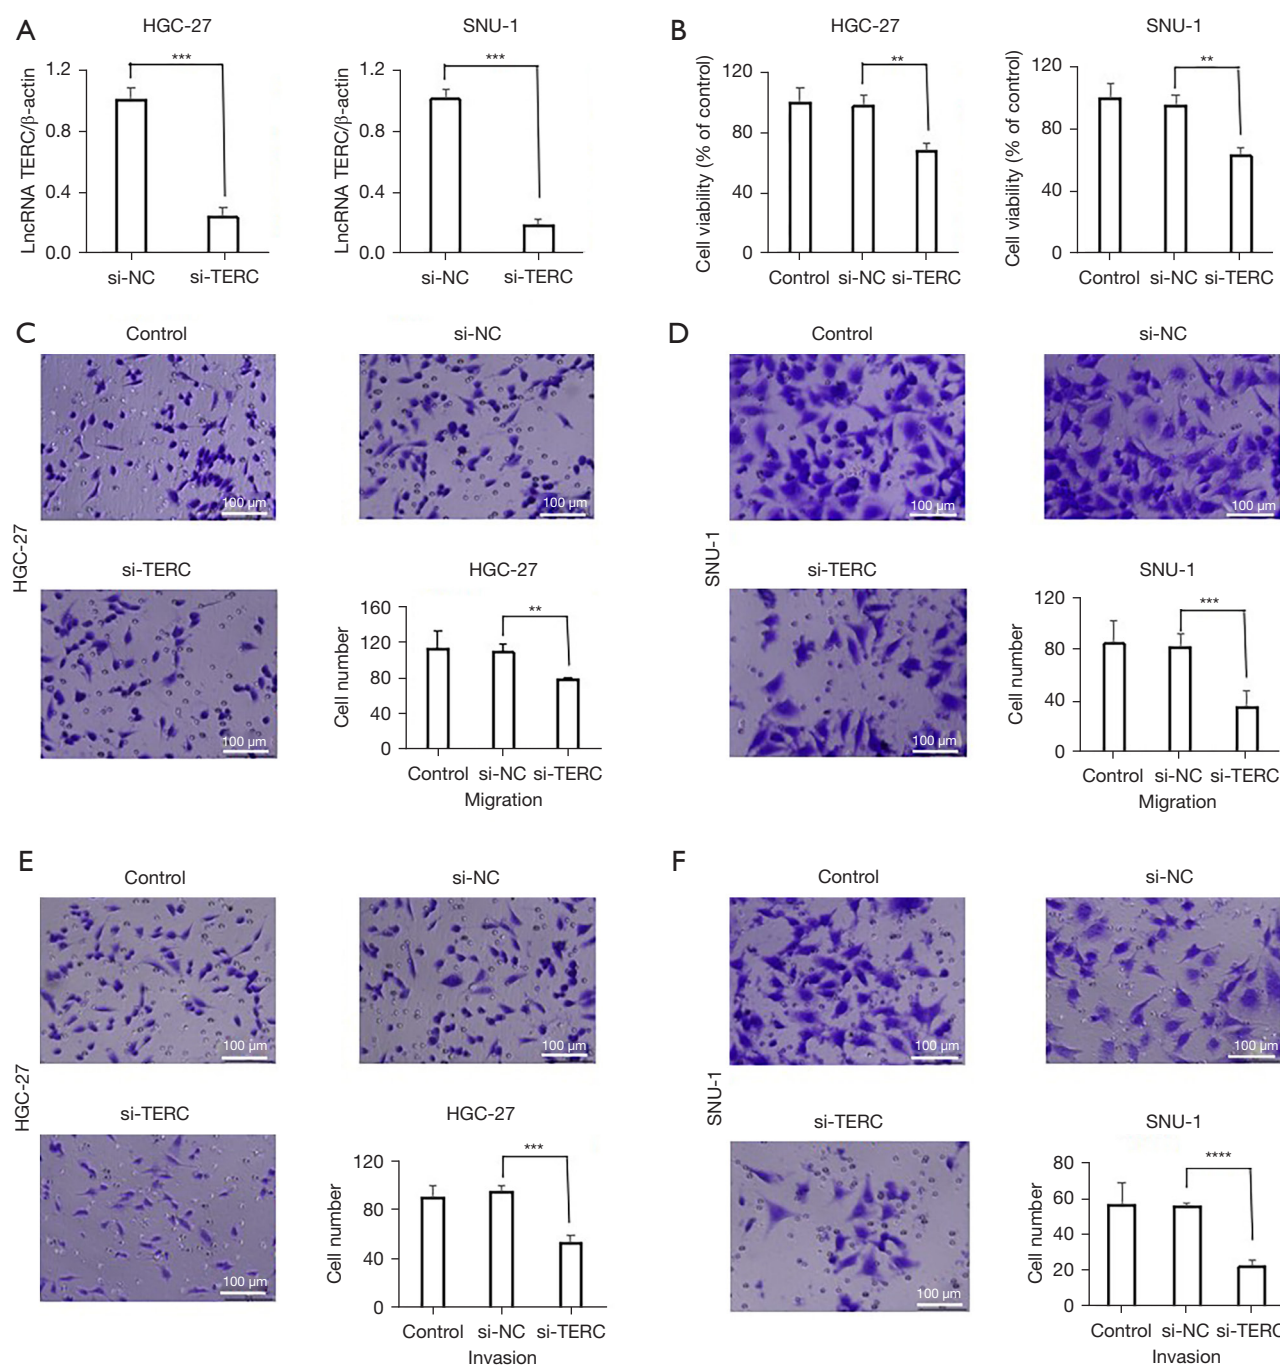 A
HGC-27
LncRNA TERC/β-actin
1.2
0.8
0.4
0.0
***
si-NC si-TERC
SNU-1
LncRNA TERC/β-actin
1.2
0.8
0.4
0.0
***
si-NC si-TERC
B
HGC-27
Cell viability (% of control)
120
80
40
0
**
Control si-NC si-TERC
SNU-1
Cell viability (% of control)
120
80
40
0
**
Control si-NC si-TERC
C
HGC-27
Control
100 µm
si-NC
100 µm
si-TERC
100 µm
HGC-27
Cell number
160
120
80
40
0
**
Control si-NC si-TERC
Migration
D
SNU-1
Control
100 µm
si-NC
100 µm
si-TERC
100 µm
SNU-1
Cell number
120
80
40
0
***
Control si-NC si-TERC
Migration
E
HGC-27
Control
100 µm
si-NC
100 µm
si-TERC
100 µm
HGC-27
Cell number
120
80
40
0
***
Control si-NC si-TERC
Invasion
F
SNU-1
Control
100 µm
si-NC
100 µm
si-TERC
100 µm
SNU-1
Cell number
80
60
40
20
0
****
Control si-NC si-TERC
Invasion